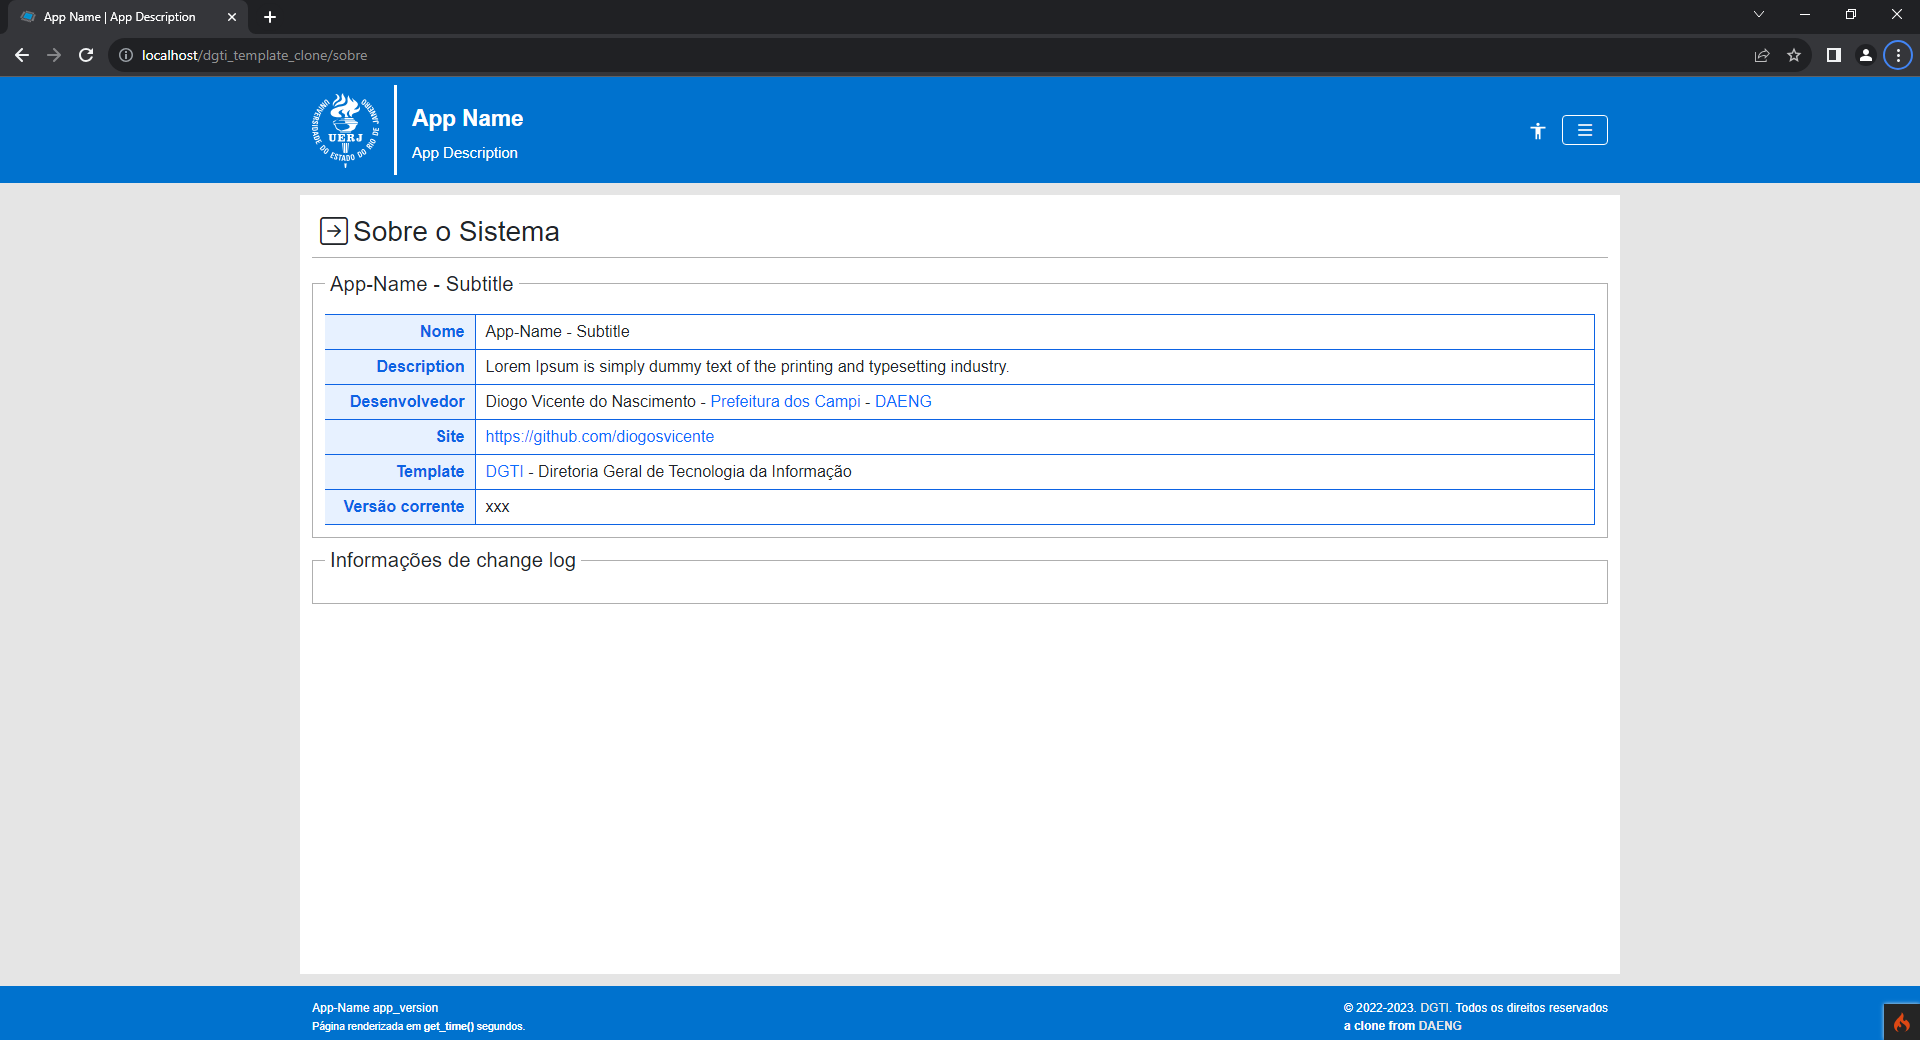 App Name | App Description
localhost/dgti_template_clone/sobre
UNIVERSIDADE DO ESTADO DO RIO DE JANEIRO
UERJ
App Name
App Description
Sobre o Sistema
App-Name - Subtitle
Nome App-Name - Subtitle
Description Lorem Ipsum is simply dummy text of the printing and typesetting industry.
Desenvolvedor Diogo Vicente do Nascimento - Prefeitura dos Campi - DAENG
Site https://github.com/diogosvicente
Template DGTI - Diretoria Geral de Tecnologia da Informação
Versão corrente xxx
Informações de change log
App-Name app_version
Página renderizada em get_time() segundos.
© 2022-2023. DGTI. Todos os direitos reservados
a clone from DAENG